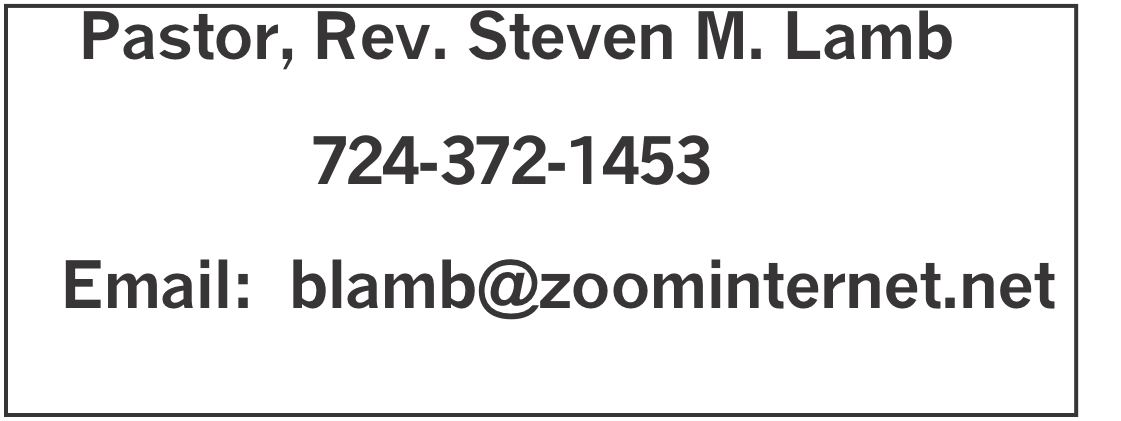 Pastor, Rev. Steven M. Lamb
724-372-1453
Email:  blamb@zoominternet.net